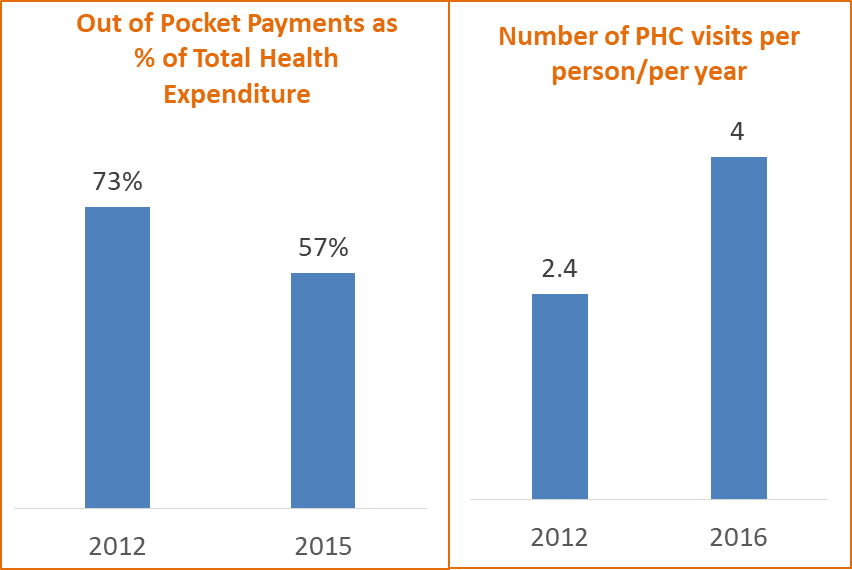 Out of Pocket Payments as
% of Total Health
Expenditure
73%
57%
2012
2015
Number of PHC visits per
person/per year
4
2.4
2012
2016